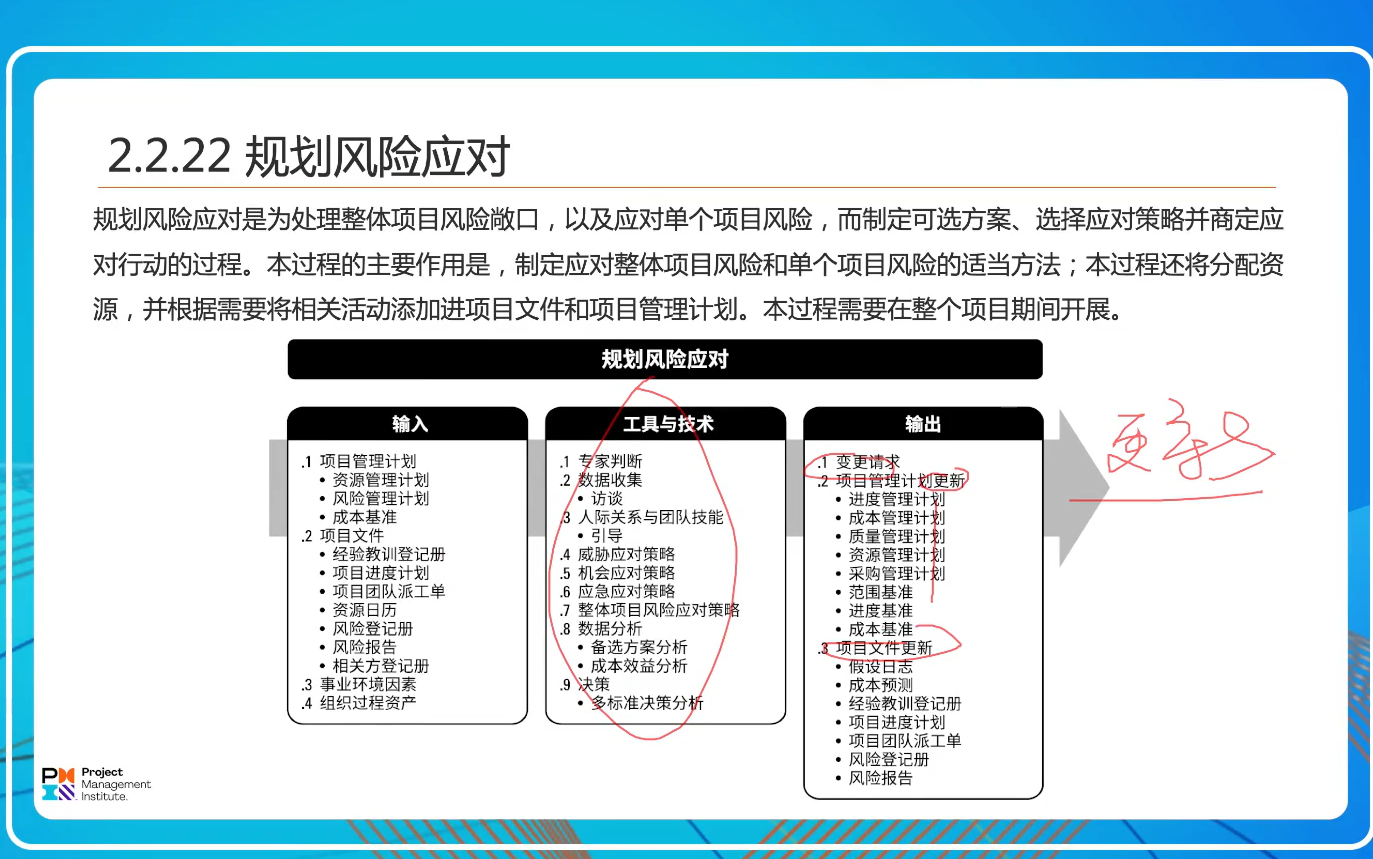 2.2.22 规划风险应对
规划风险应对是为处理整体项目风险敞口，以及应对单个项目风险，而制定可选方案、选择应对策略并商定应
对行动的过程。本过程的主要作用是，制定应对整体项目风险和单个项目风险的适当方法；本过程还将分配资
源，并根据需要将相关活动添加进项目文件和项目管理计划。本过程需要在整个项目期间开展。
规划风险应对
输入
.1 项目管理计划
• 资源管理计划
• 风险管理计划
• 成本基准
.2 项目文件
• 经验教训登记册
• 项目进度计划
• 项目团队派工单
• 资源日历
• 风险登记册
• 风险报告
• 相关方登记册
.3 事业环境因素
.4 组织过程资产
工具与技术
.1 专家判断
.2 数据收集
• 访谈
.3 人际关系与团队技能
• 引导
.4 威胁应对策略
.5 机会应对策略
.6 应急应对策略
.7 整体项目风险应对策略
.8 数据分析
• 备选方案分析
• 成本效益分析
.9 决策
• 多标准决策分析
输出
.1 变更请求
.2 项目管理计划更新
• 进度管理计划
• 成本管理计划
• 质量管理计划
• 资源管理计划
• 采购管理计划
• 范围基准
• 进度基准
• 成本基准
.3 项目文件更新
• 假设日志
• 成本预测
• 经验教训登记册
• 项目进度计划
• 项目团队派工单
• 风险登记册
• 风险报告
Project
Management
Institute.